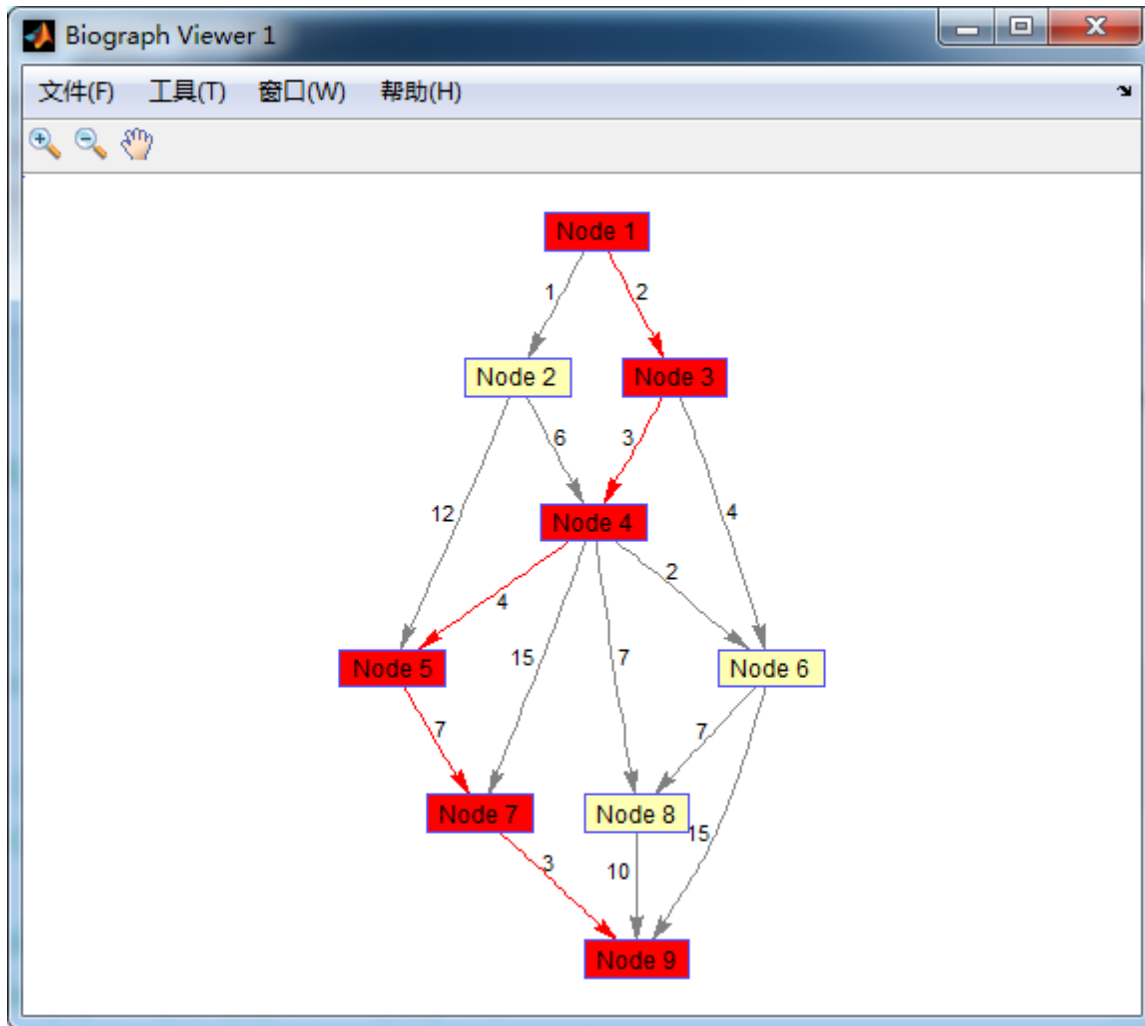 Biograph Viewer 1
文件(F) 工具(T) 窗口(W) 帮助(H)
Node 1
1 2
Node 2 Node 3
6 3
12 4
Node 4
2
4
15 7
Node 5 Node 6
7 7
Node 7 Node 8
15
3 10
Node 9